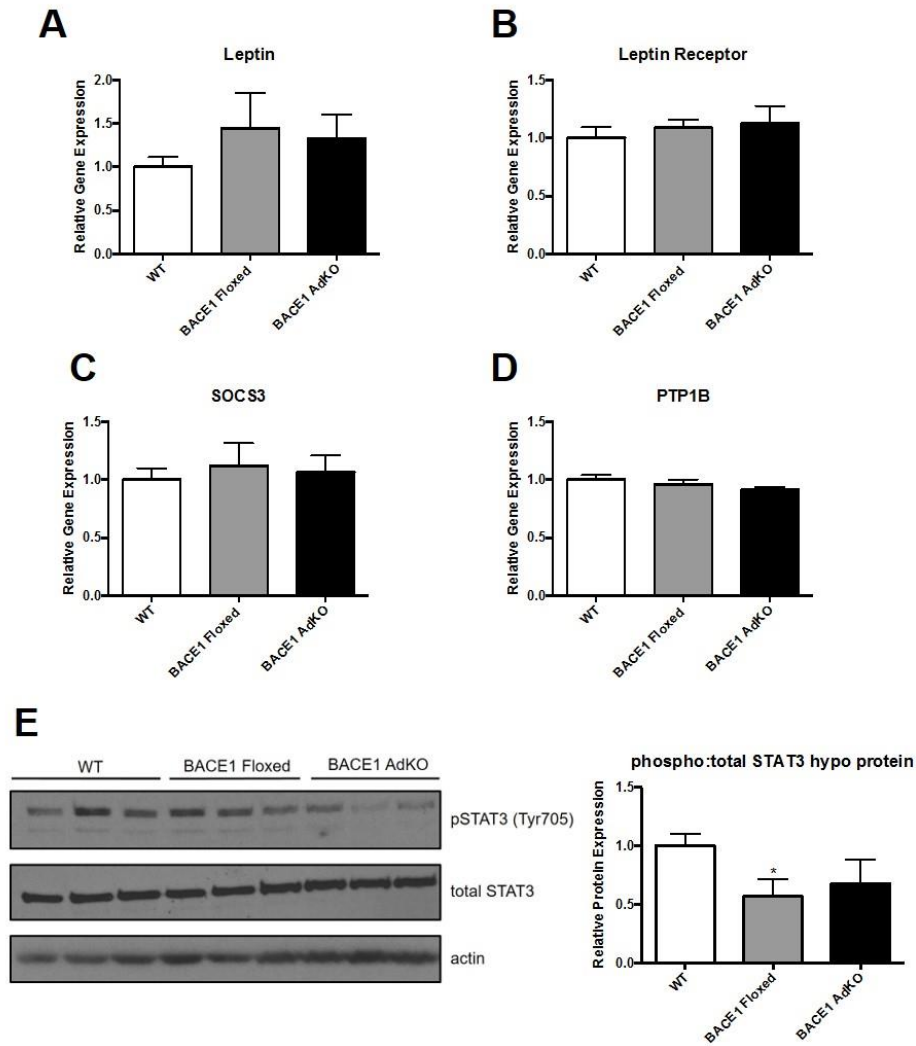 A
Leptin
Relative Gene Expression
2.0
1.5
1.0
0.5
0.0
WT
BACE1 Floxed
BACE1 AdKO
B
Leptin Receptor
Relative Gene Expression
1.5
1.0
0.5
0.0
WT
BACE1 Floxed
BACE1 AdKO
C
SOCS3
Relative Gene Expression
1.5
1.0
0.5
0.0
WT
BACE1 Floxed
BACE1 AdKO
D
PTP1B
Relative Gene Expression
1.5
1.0
0.5
0.0
WT
BACE1 Floxed
BACE1 AdKO
E
WT BACE1 Floxed BACE1 AdKO
pSTAT3 (Tyr705)
total STAT3
actin
phospho:total STAT3 hypo protein
Relative Protein Expression
1.5
1.0
0.5
0.0
*
WT
BACE1 Floxed
BACE1 AdKO